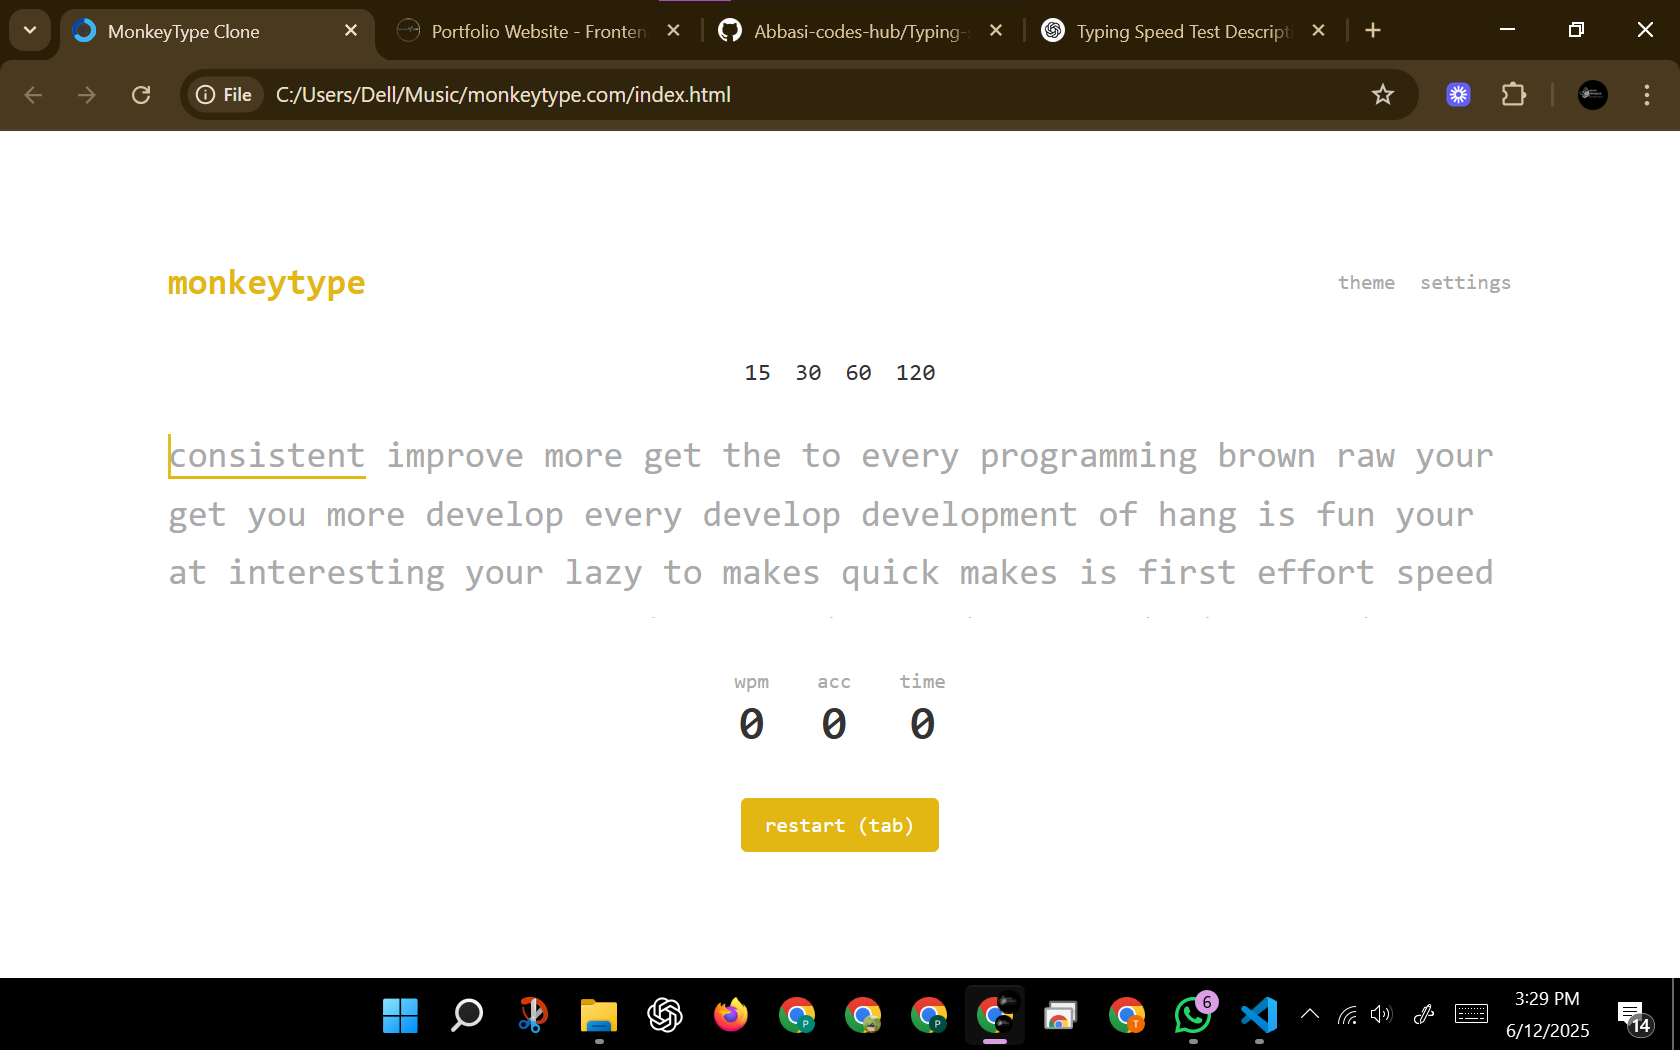 MonkeyType Clone
Portfolio Website - Fronten
Abbasi-codes-hub/Typing-s
Typing Speed Test Descripti
File
C:/Users/Dell/Music/monkeytype.com/index.html
monkeytype
theme settings
15 30 60 120
consistent improve more get the to every programming brown raw your
get you more develop every develop development of hang is fun your
at interesting your lazy to makes quick makes is first effort speed
wpm acc time
0 0 0
restart (tab)
P
P
T
6
3:29 PM
6/12/2025
14